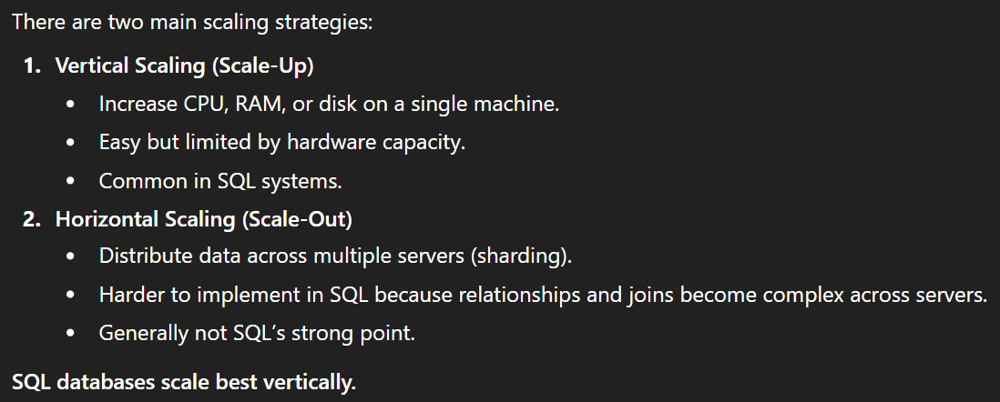 There are two main scaling strategies:
1. Vertical Scaling (Scale-Up)
• Increase CPU, RAM, or disk on a single machine.
• Easy but limited by hardware capacity.
• Common in SQL systems.
2. Horizontal Scaling (Scale-Out)
• Distribute data across multiple servers (sharding).
• Harder to implement in SQL because relationships and joins become complex across servers.
• Generally not SQL’s strong point.
SQL databases scale best vertically.